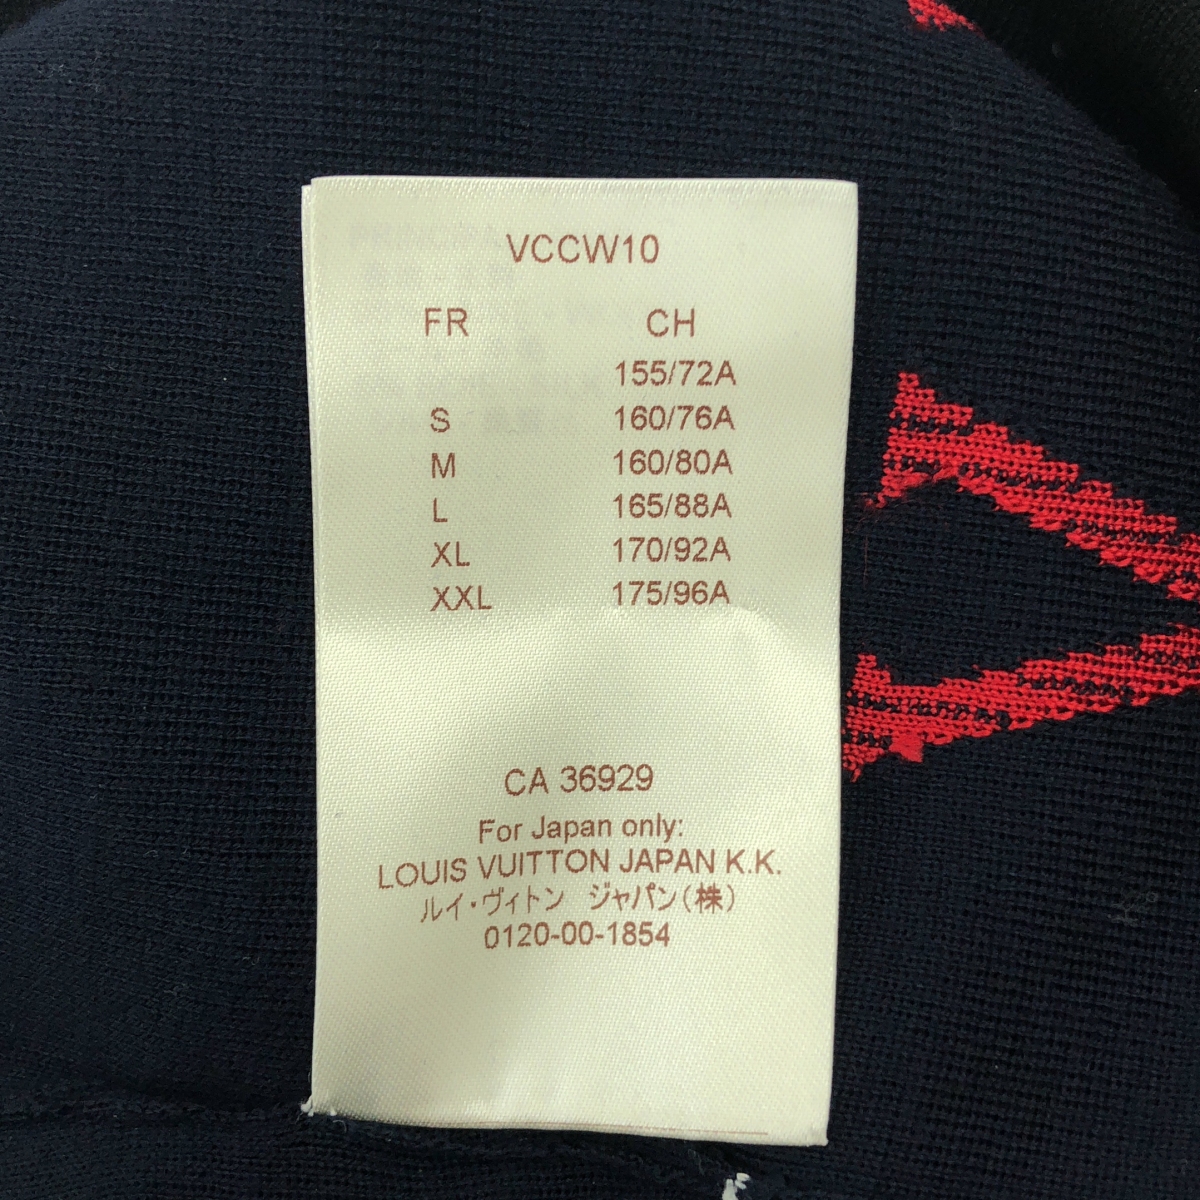 VCCW10
FR CH
155/72A
S 160/76A
M 160/80A
L 165/88A
XL 170/92A
XXL 175/96A
CA 36929
For Japan only:
LOUIS VUITTON JAPAN K.K.
ルイ・ヴィトン ジャパン(株)
0120-00-1854